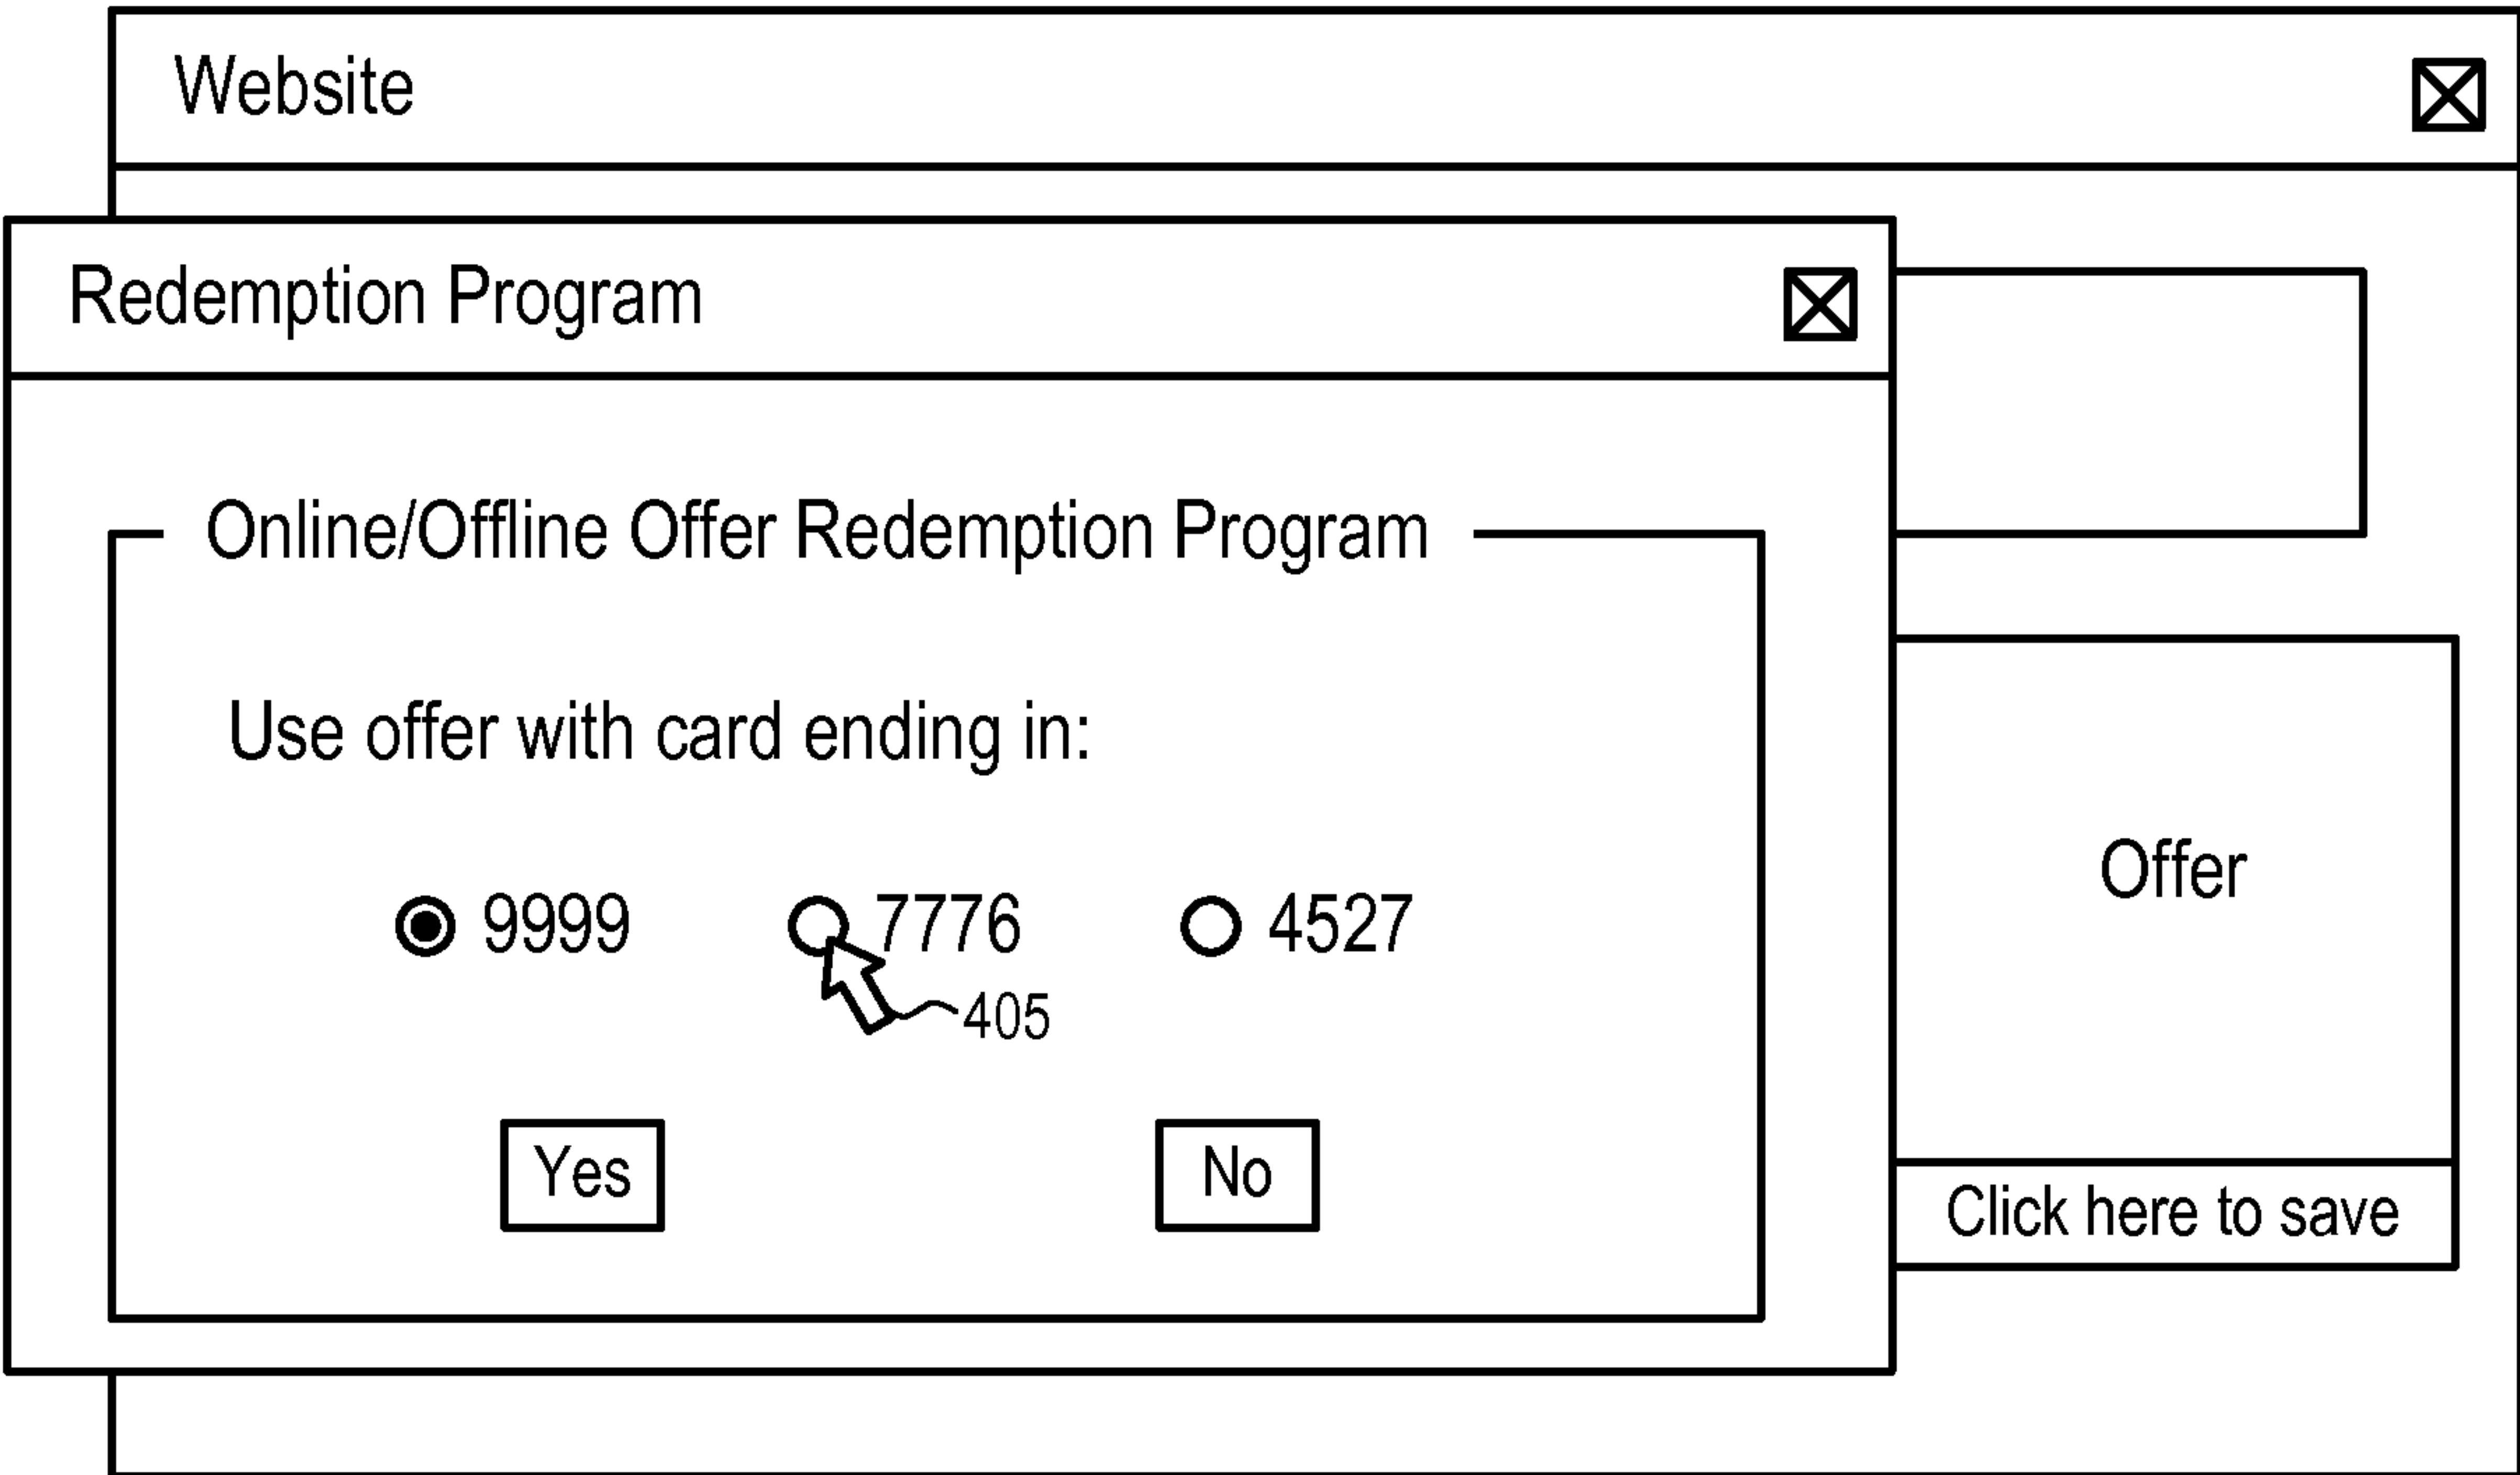 Website
Redemption Program
Online/Offline Offer Redemption Program
Use offer with card ending in:
9999 7776 4527
405
Yes No
Offer
Click here to save